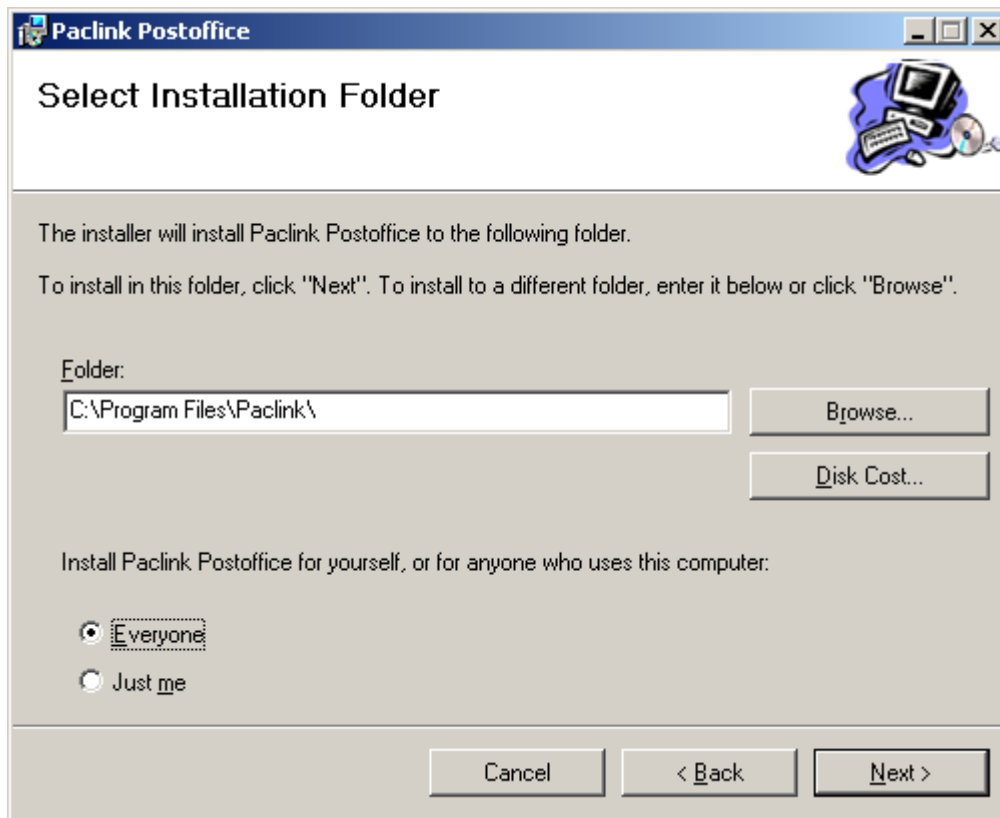 Paclink Postoffice
Select Installation Folder
The installer will install Paclink Postoffice to the following folder.
To install in this folder, click "Next". To install to a different folder, enter it below or click "Browse".
Folder:
C:\Program Files\Paclink\
Browse...
Disk Cost...
Install Paclink Postoffice for yourself, or for anyone who uses this computer:
Everyone
Just me
Cancel
< Back
Next >